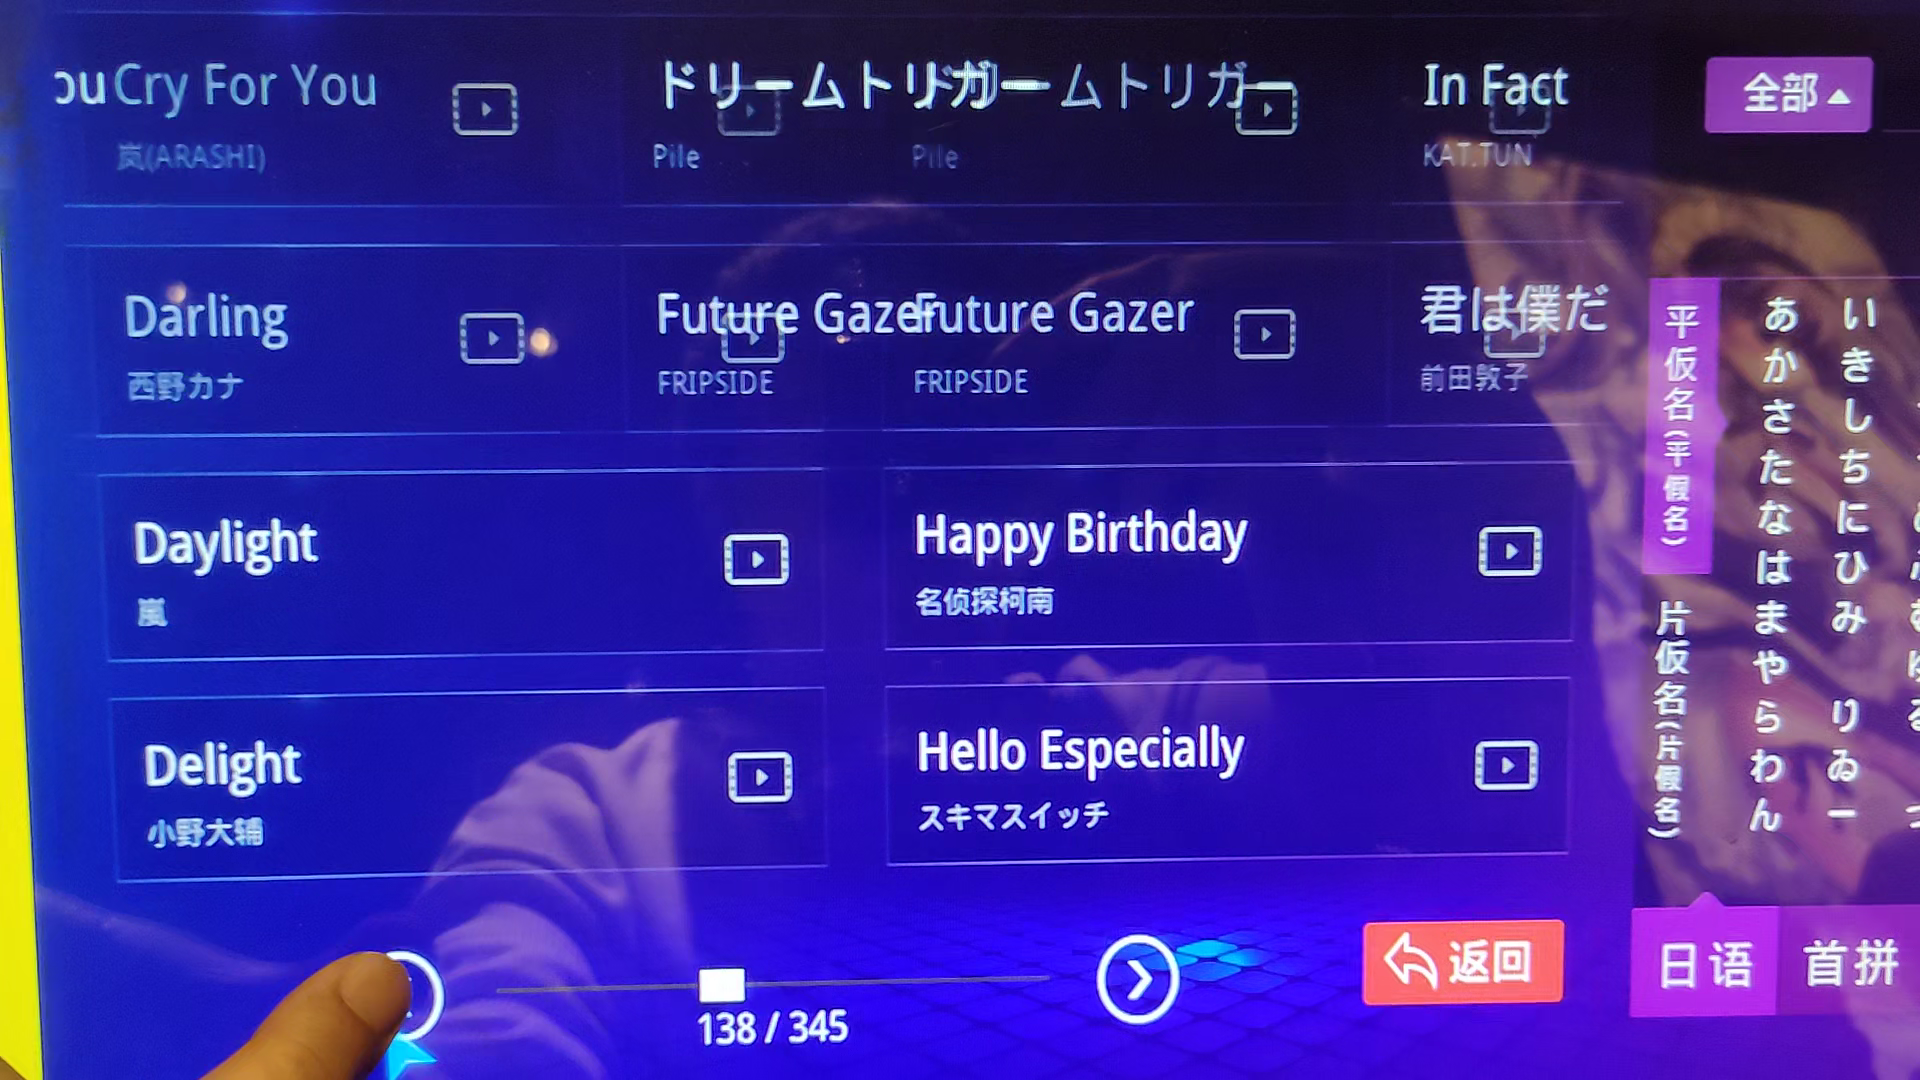 ou Cry For You
嵐(ARASHI)
ドリームトリガー
Pile
ドリームトリガー
Pile
In Fact
KAT.TUN
全部
Darling
西野カナ
Future Gazer
FRIPSIDE
Future Gazer
FRIPSIDE
君は僕だ
前田敦子
Daylight
嵐
Happy Birthday
名侦探柯南
Delight
小野大辅
Hello Especially
スキマスイッチ
138 / 345
返回
平仮名(平假名)
片仮名(片假名)
あかさたなはまやらわん
いきしちにひみ りゐー
日语
首拼